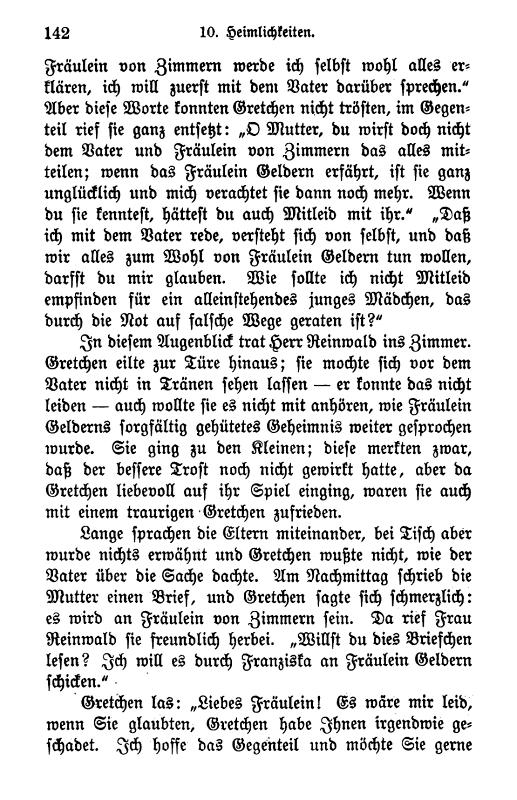 142 10. Heimlichkeiten.
Fräulein von Zimmern werde ich selbst wohl alles er-
klären, ich will zuerst mit dem Vater darüber sprechen.“
Aber diese Worte konnten Gretchen nicht trösten, im Gegen-
teil rief sie ganz entsetzt: „O Mutter, du wirst doch nicht
dem Vater und Fräulein von Zimmern das alles mit-
teilen; wenn das Fräulein Geldern erfährt, ist sie ganz
unglücklich und mich verachtet sie dann noch mehr. Wenn
du sie kenntest, hättest du auch Mitleid mit ihr.“ „Daß
ich mit dem Vater rede, versteht sich von selbst, und daß
wir alles zum Wohl von Fräulein Geldern tun wollen,
darfst du mir glauben. Wie sollte ich nicht Mitleid
empfinden für ein alleinstehendes junges Mädchen, das
durch die Not auf falsche Wege geraten ist?“
In diesem Augenblick trat Herr Reinwald ins Zimmer.
Gretchen eilte zur Türe hinaus; sie mochte sich vor dem
Vater nicht in Tränen sehen lassen — er konnte das nicht
leiden — auch wollte sie es nicht mit anhören, wie Fräulein
Gelderns sorgfältig gehütetes Geheimnis weiter gesprochen
wurde. Sie ging zu den Kleinen; diese merkten zwar,
daß der bessere Trost noch nicht gewirkt hatte, aber da
Gretchen liebevoll auf ihr Spiel einging, waren sie auch
mit einem traurigen Gretchen zufrieden.
Lange sprachen die Eltern miteinander, bei Tisch aber
wurde nichts erwähnt und Gretchen wußte nicht, wie der
Vater über die Sache dachte. Am Nachmittag schrieb die
Mutter einen Brief, und Gretchen sagte sich schmerzlich:
es wird an Fräulein von Zimmern sein. Da rief Frau
Reinwald sie freundlich herbei. „Willst du dies Briefchen
lesen? Ich will es durch Franziska an Fräulein Geldern
schicken.“
Gretchen las: „Liebes Fräulein! Es wäre mir leid,
wenn Sie glaubten, Gretchen habe Ihnen irgendwie ge-
schadet. Ich hoffe das Gegenteil und möchte Sie gerne